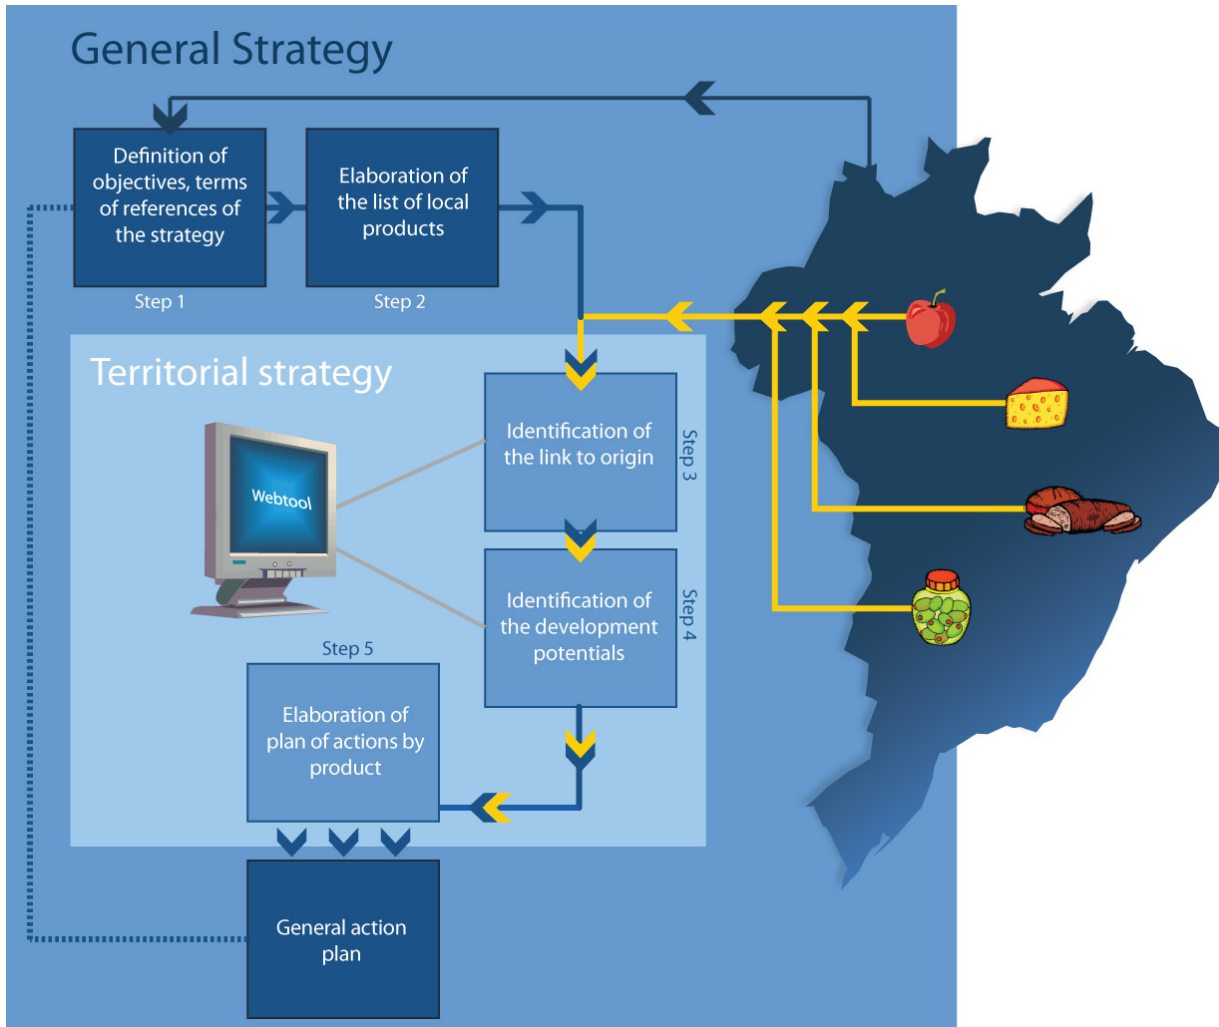 General Strategy
Definition of
objectives, terms
of references of
the strategy
Step 1
Elaboration of
the list of local
products
Step 2
Territorial strategy
Webtool
Identification of
the link to origin
Step 3
Identification of
the development
potentials
Step 4
Step 5
Elaboration of
plan of actions by
product
General action
plan